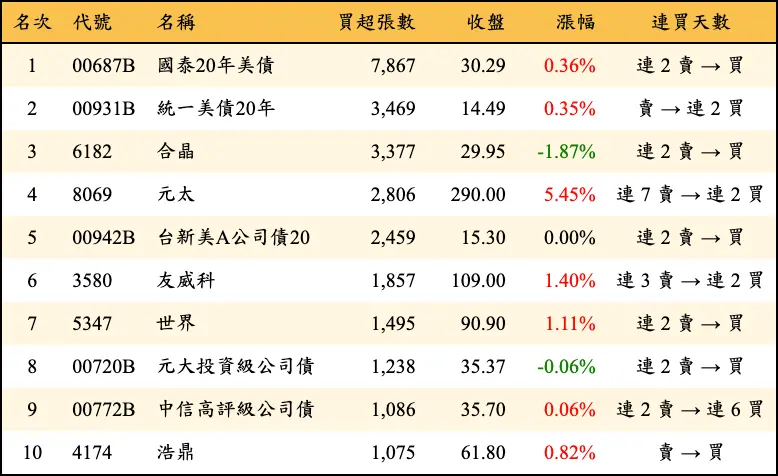 名次 代號 名稱 買超張數 收盤 漲幅 連買天數
1 00687B 國泰20年美債 7,867 30.29 0.36% 連 2 賣 → 買
2 00931B 統一美債20年 3,469 14.49 0.35% 賣 → 連 2 買
3 6182 合晶 3,377 29.95 -1.87% 連 2 賣 → 買
4 8069 元太 2,806 290.00 5.45% 連 7 賣 → 連 2 買
5 00942B 台新美A公司債20 2,459 15.30 0.00% 連 2 賣 → 買
6 3580 友威科 1,857 109.00 1.40% 連 3 賣 → 連 2 買
7 5347 世界 1,495 90.90 1.11% 連 2 賣 → 買
8 00720B 元大投資級公司債 1,238 35.37 -0.06% 連 2 賣 → 買
9 00772B 中信高評級公司債 1,086 35.70 0.06% 連 2 賣 → 連 6 買
10 4174 浩鼎 1,075 61.80 0.82% 賣 → 買